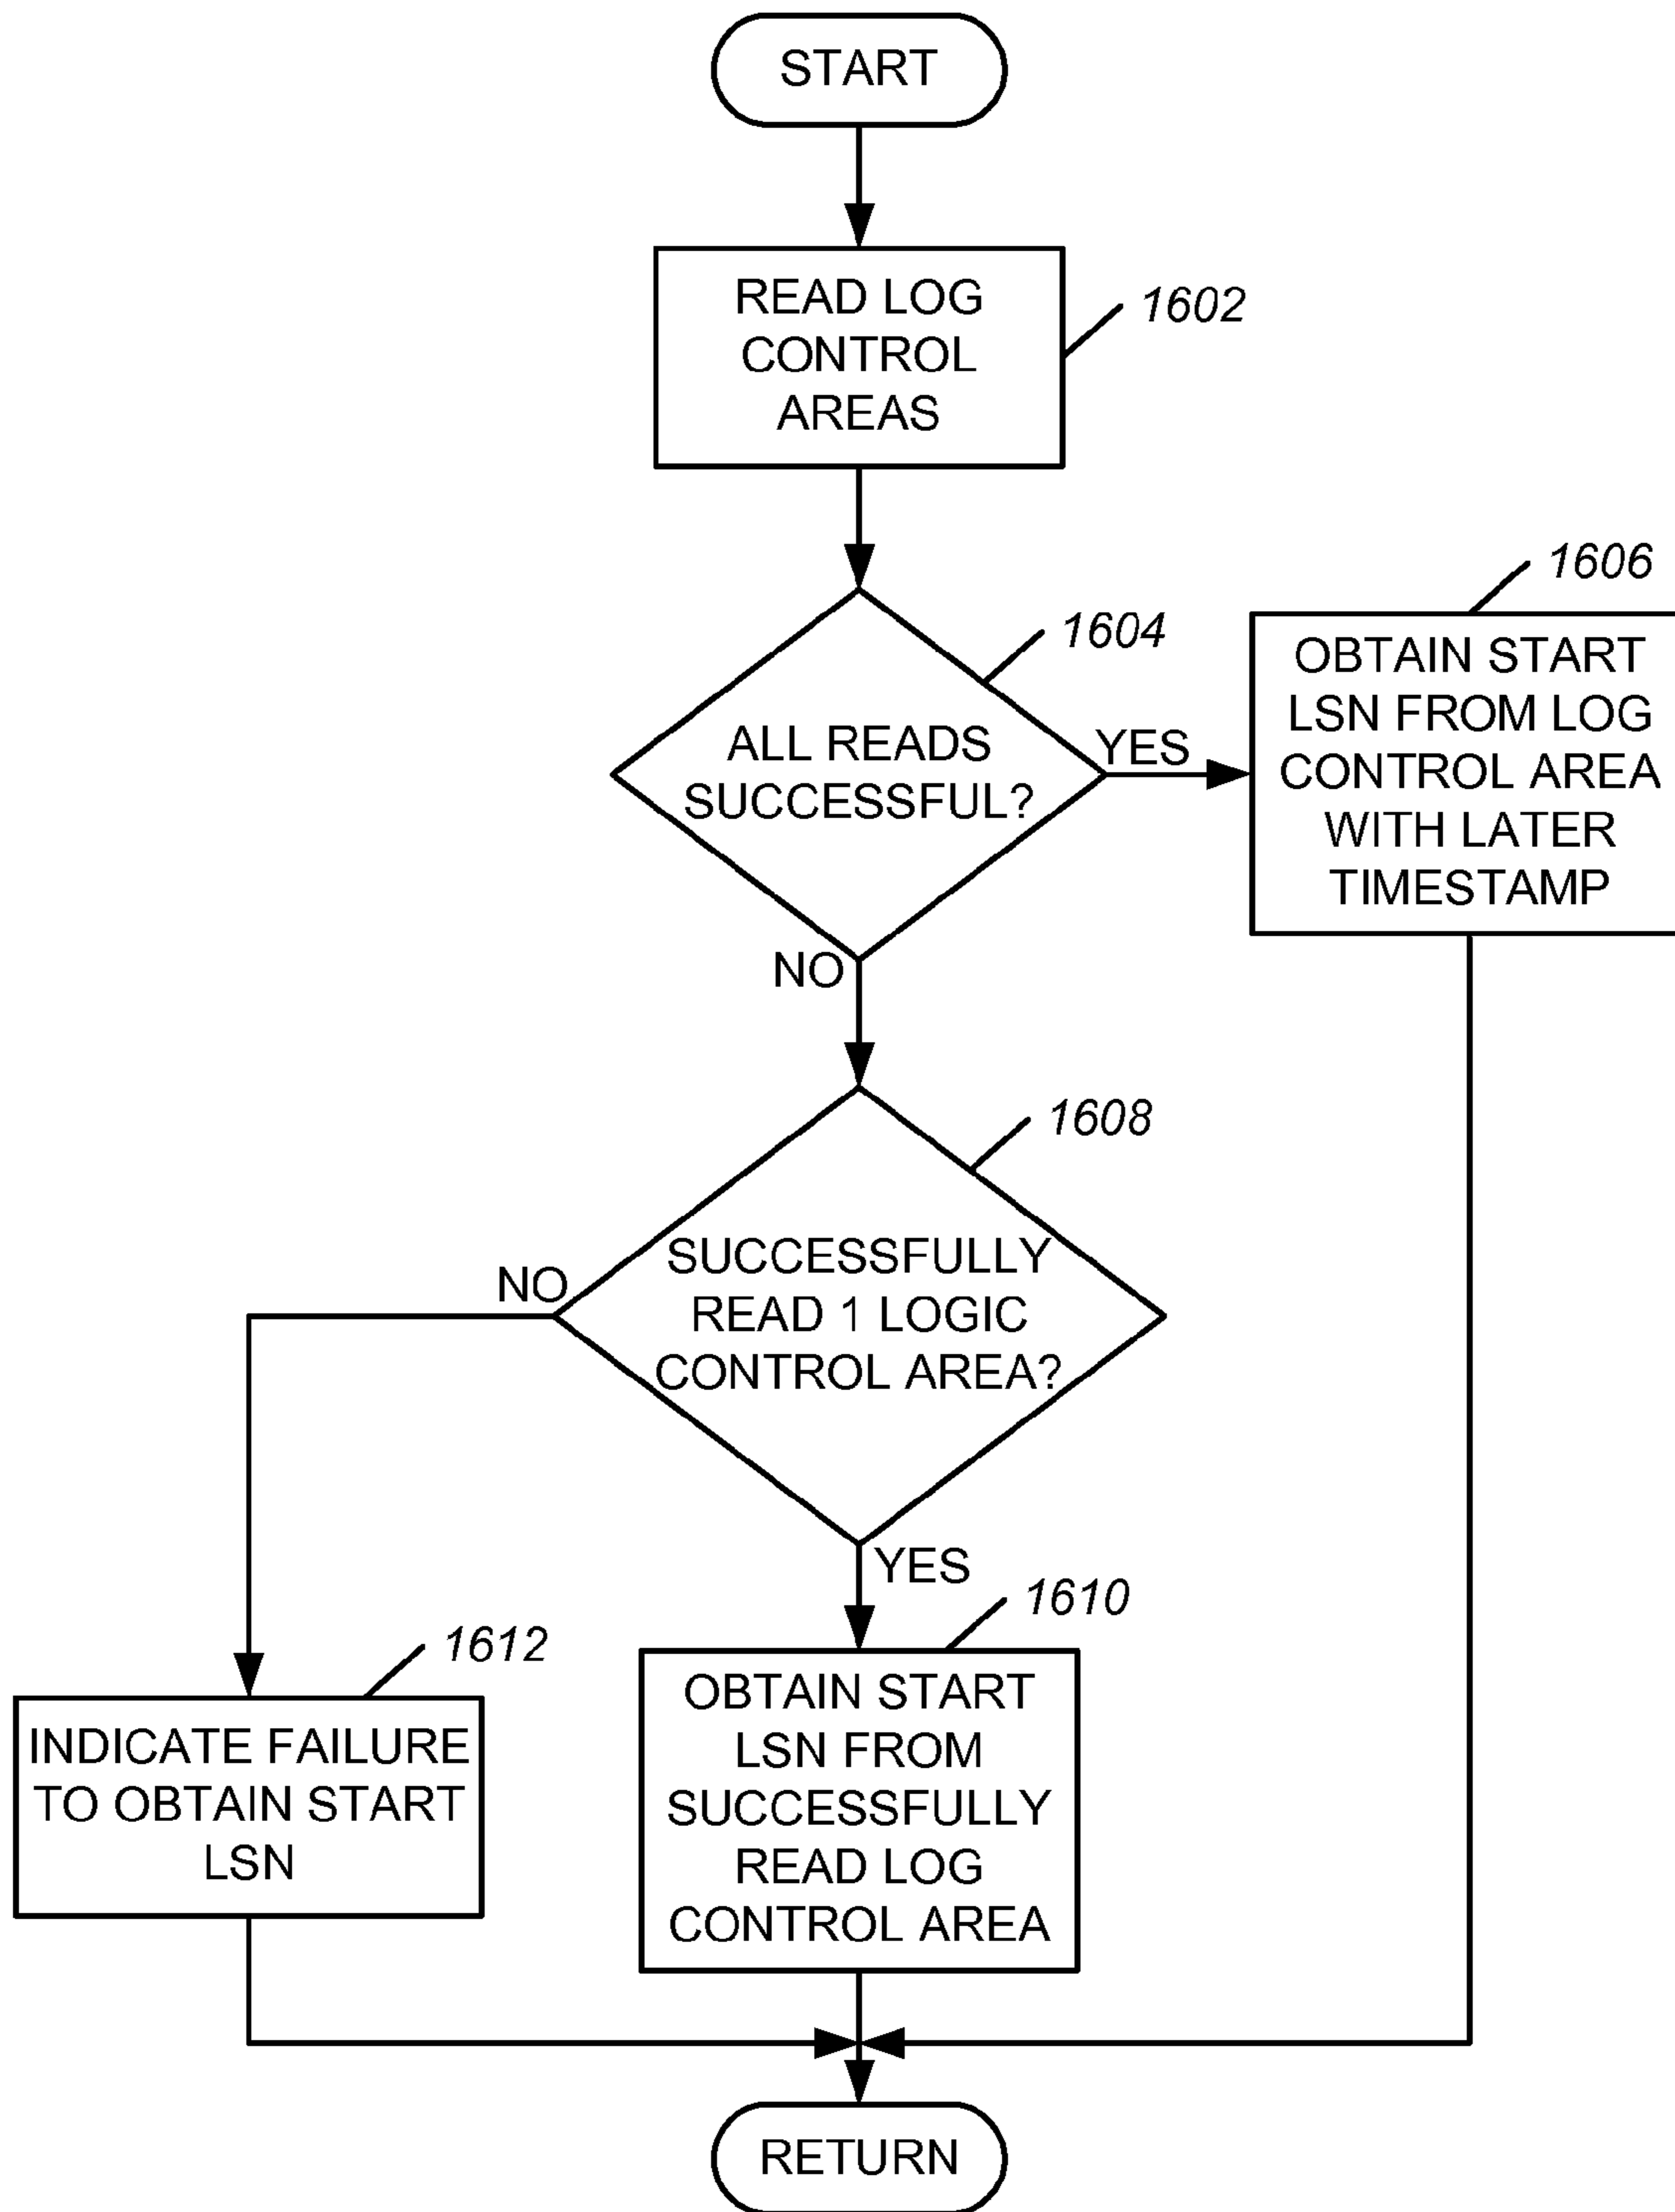 START
READ LOG
CONTROL
AREAS
1602
1604
ALL READS
SUCCESSFUL?
YES
1606
OBTAIN START
LSN FROM LOG
CONTROL AREA
WITH LATER
TIMESTAMP
NO
1608
SUCCESSFULLY
READ 1 LOGIC
CONTROL AREA?
NO
YES
1612
INDICATE FAILURE
TO OBTAIN START
LSN
1610
OBTAIN START
LSN FROM
SUCCESSFULLY
READ LOG
CONTROL AREA
RETURN